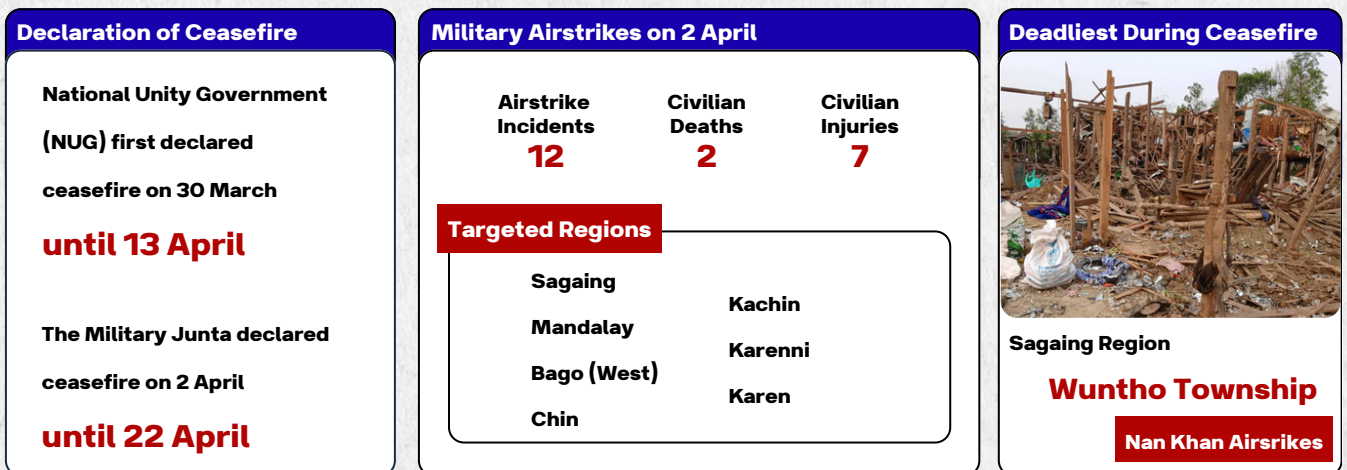 Declaration of Ceasefire
National Unity Government
(NUG) first declared
ceasefire on 30 March
until 13 April
The Military Junta declared
ceasefire on 2 April
until 22 April
Military Airstrikes on 2 April
Airstrike
Incidents
12
Civilian
Deaths
2
Civilian
Injuries
7
Targeted Regions
Sagaing
Mandalay
Bago (West)
Chin
Kachin
Karenni
Karen
Deadliest During Ceasefire
Sagaing Region
Wuntho Township
Nan Khan Airsrikes